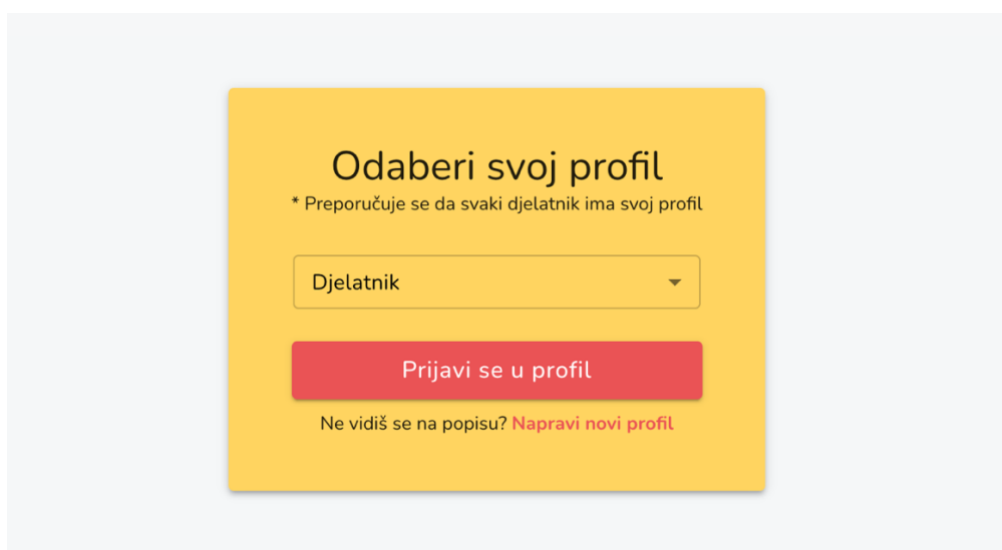 Odaberi svoj profil
* Preporučuje se da svaki djelatnik ima svoj profil
Djelatnik
Prijavi se u profil
Ne vidiš se na popisu? Napravi novi profil